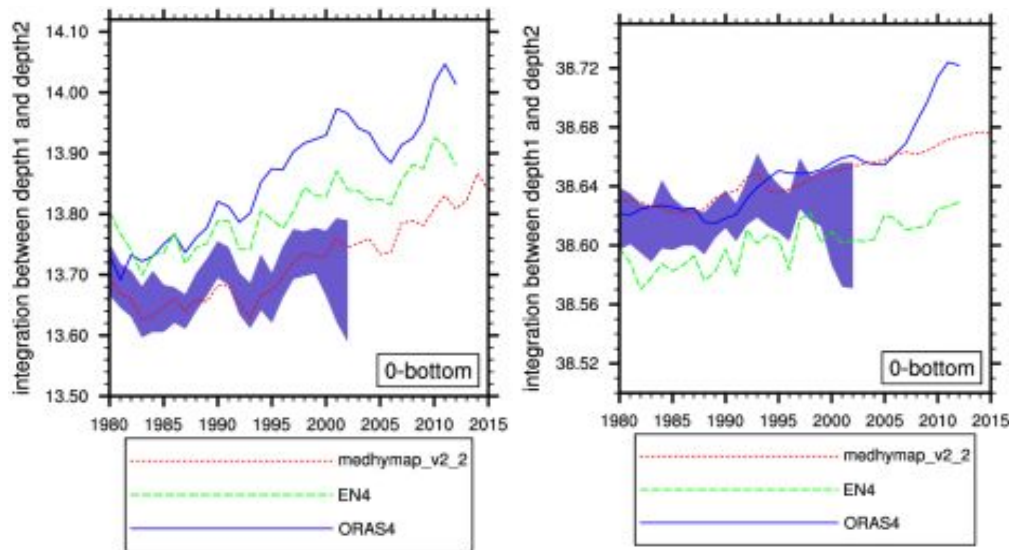 integration between depth1 and depth2
14.10
14.00
13.90
13.80
13.70
13.60
13.50
0-bottom
1980 1985 1990 1995 2000 2005 2010 2015
medhymap_v2_2
EN4
ORAS4
integration between depth1 and depth2
38.72
38.68
38.64
38.60
38.56
38.52
0-bottom
1980 1985 1990 1995 2000 2005 2010 2015
medhymap_v2_2
EN4
ORAS4